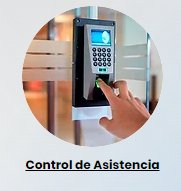 Control de Asistencia